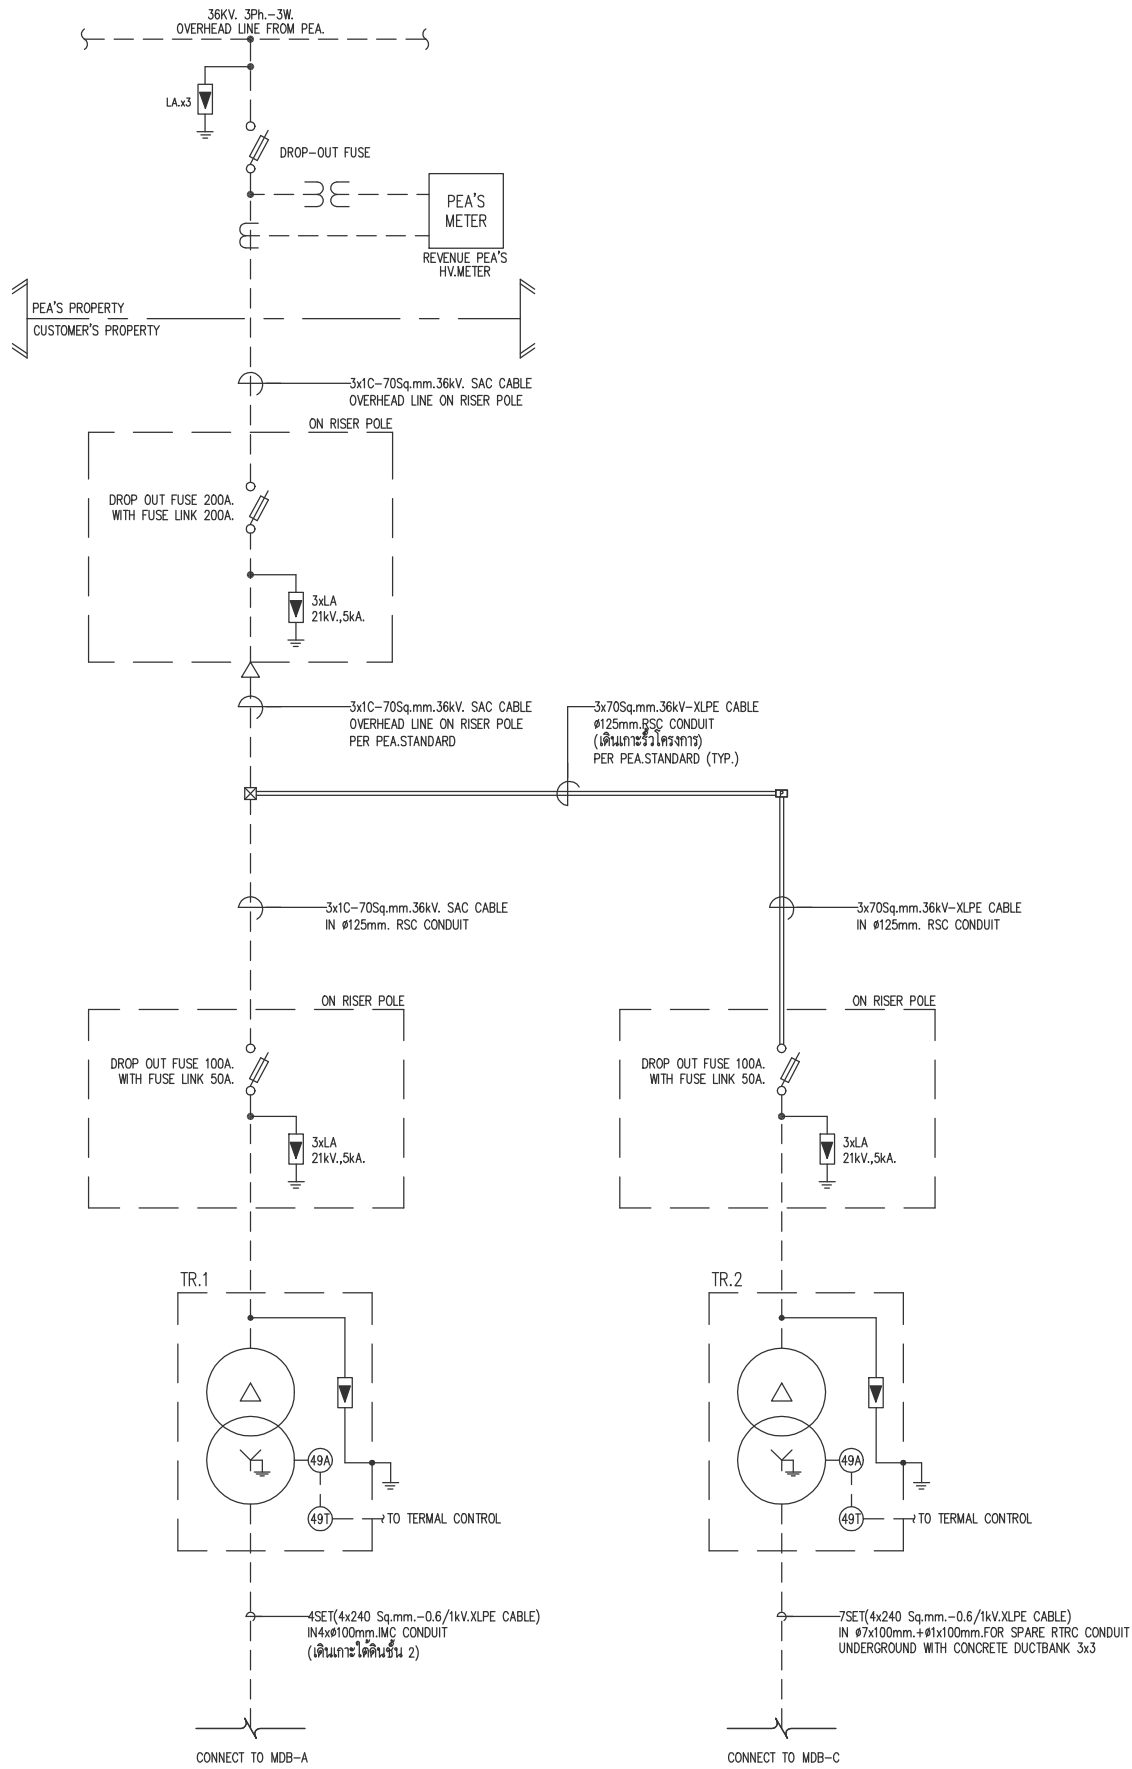 36KV. 3Ph.-3W.
OVERHEAD LINE FROM PEA.
LA.x3
DROP-OUT FUSE
PEA'S
METER
REVENUE PEA'S
HV.METER
PEA'S PROPERTY
CUSTOMER'S PROPERTY
3x1C-70Sq.mm.36kV. SAC CABLE
OVERHEAD LINE ON RISER POLE
ON RISER POLE
DROP OUT FUSE 200A.
WITH FUSE LINK 200A.
3xLA
21kV.,5kA.
3x1C-70Sq.mm.36kV. SAC CABLE
OVERHEAD LINE ON RISER POLE
PER PEA.STANDARD
3x70Sq.mm.36kV-XLPE CABLE
ø125mm.RSC CONDUIT
(เดินเกาะรั้วโครงการ)
PER PEA.STANDARD (TYP.)
P
3x1C-70Sq.mm.36kV. SAC CABLE
IN ø125mm. RSC CONDUIT
3x70Sq.mm.36kV-XLPE CABLE
IN ø125mm. RSC CONDUIT
ON RISER POLE
DROP OUT FUSE 100A.
WITH FUSE LINK 50A.
3xLA
21kV.,5kA.
ON RISER POLE
DROP OUT FUSE 100A.
WITH FUSE LINK 50A.
3xLA
21kV.,5kA.
TR.1
49A
49T
TO TERMAL CONTROL
TR.2
49A
49T
TO TERMAL CONTROL
4SET(4x240 Sq.mm.-0.6/1kV.XLPE CABLE)
IN4xø100mm.IMC CONDUIT
(เดินเกาะใต้ดินชั้น 2)
7SET(4x240 Sq.mm.-0.6/1kV.XLPE CABLE)
IN ø7x100mm.+ø1x100mm.FOR SPARE RTRC CONDUIT
UNDERGROUND WITH CONCRETE DUCTBANK 3x3
CONNECT TO MDB-A
CONNECT TO MDB-C